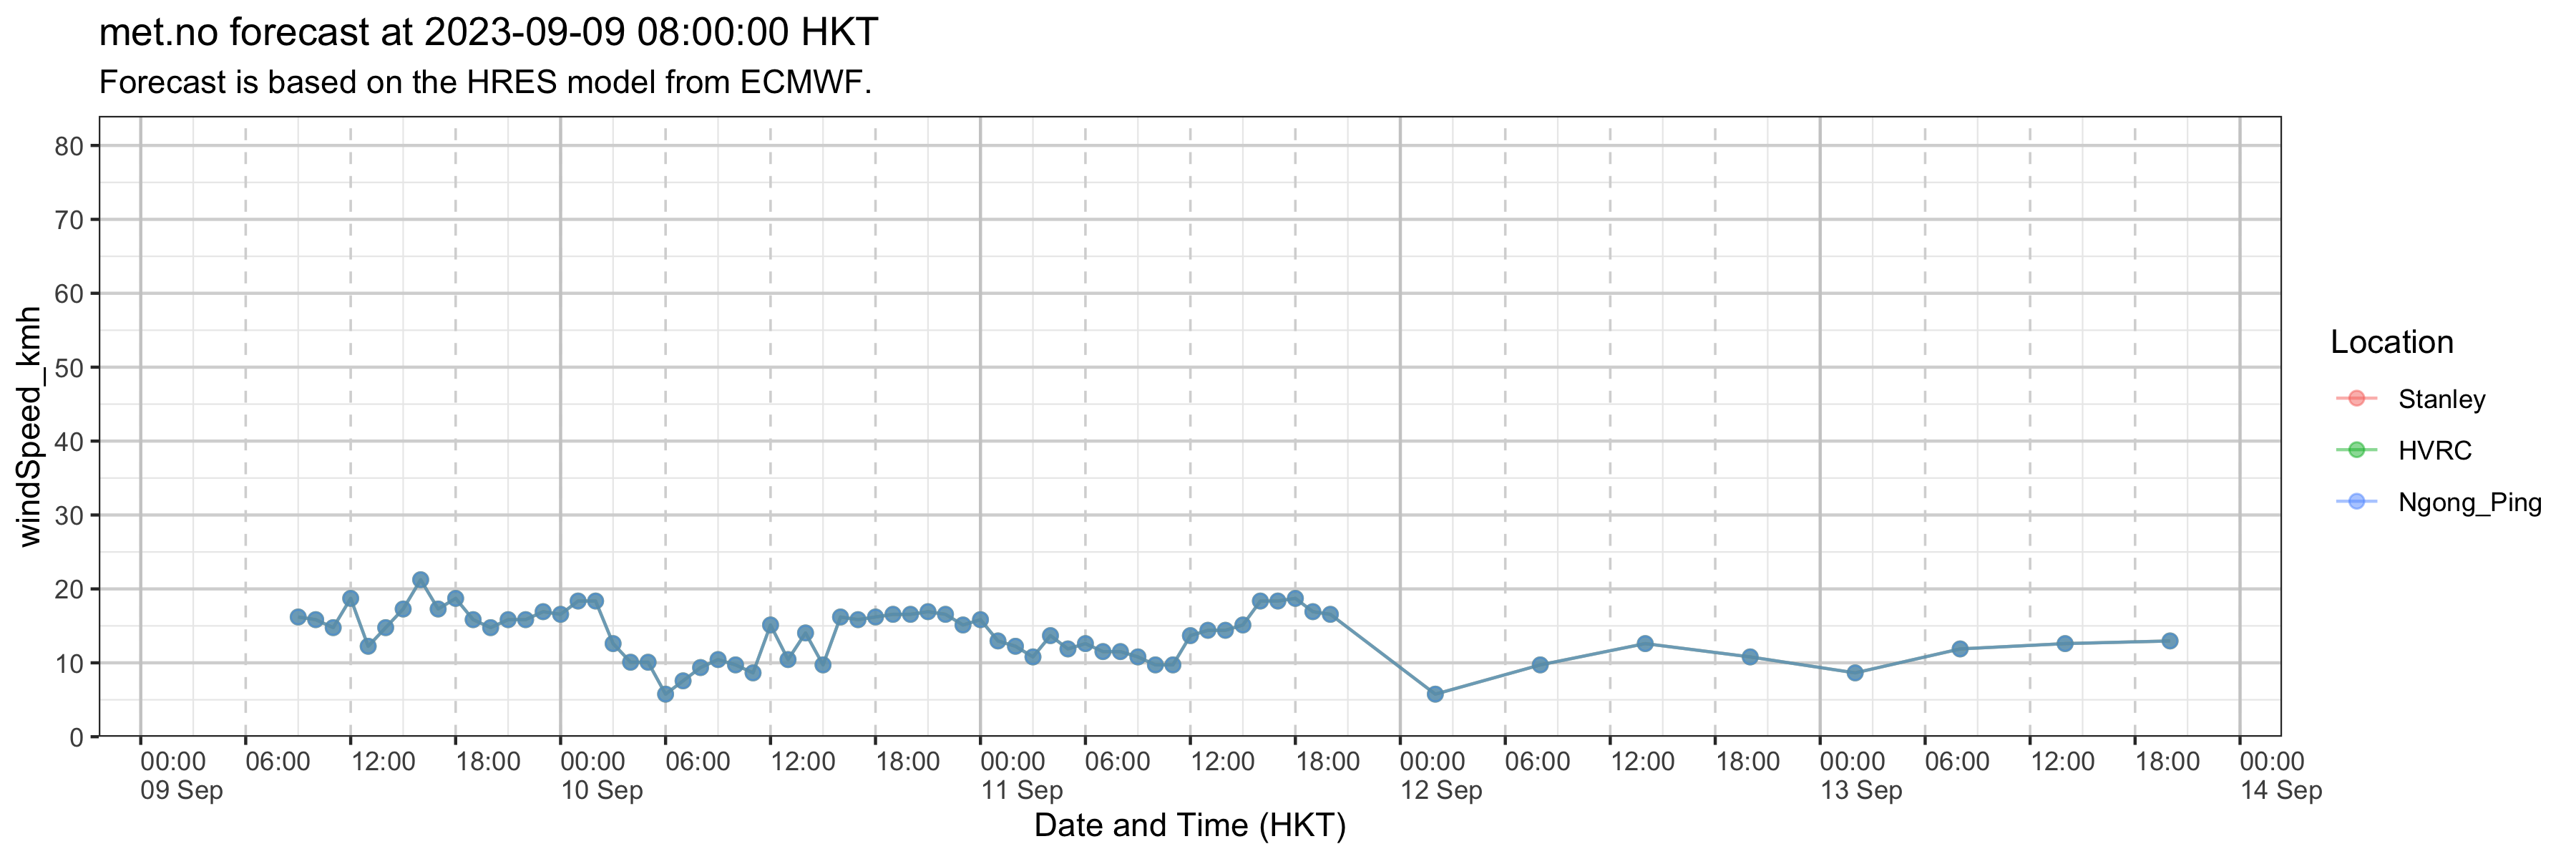 met.no forecast at 2023-09-09 08:00:00 HKT
Forecast is based on the HRES model from ECMWF.
windSpeed_kmh
80
70
60
50
40
30
20
10
0
00:00 06:00 12:00 18:00 00:00 06:00 12:00 18:00 00:00 06:00 12:00 18:00 00:00 06:00 12:00 18:00 00:00 06:00 12:00 18:00 00:00
09 Sep 10 Sep 11 Sep 12 Sep 13 Sep 14 Sep
Date and Time (HKT)
Location
Stanley
HVRC
Ngong_Ping